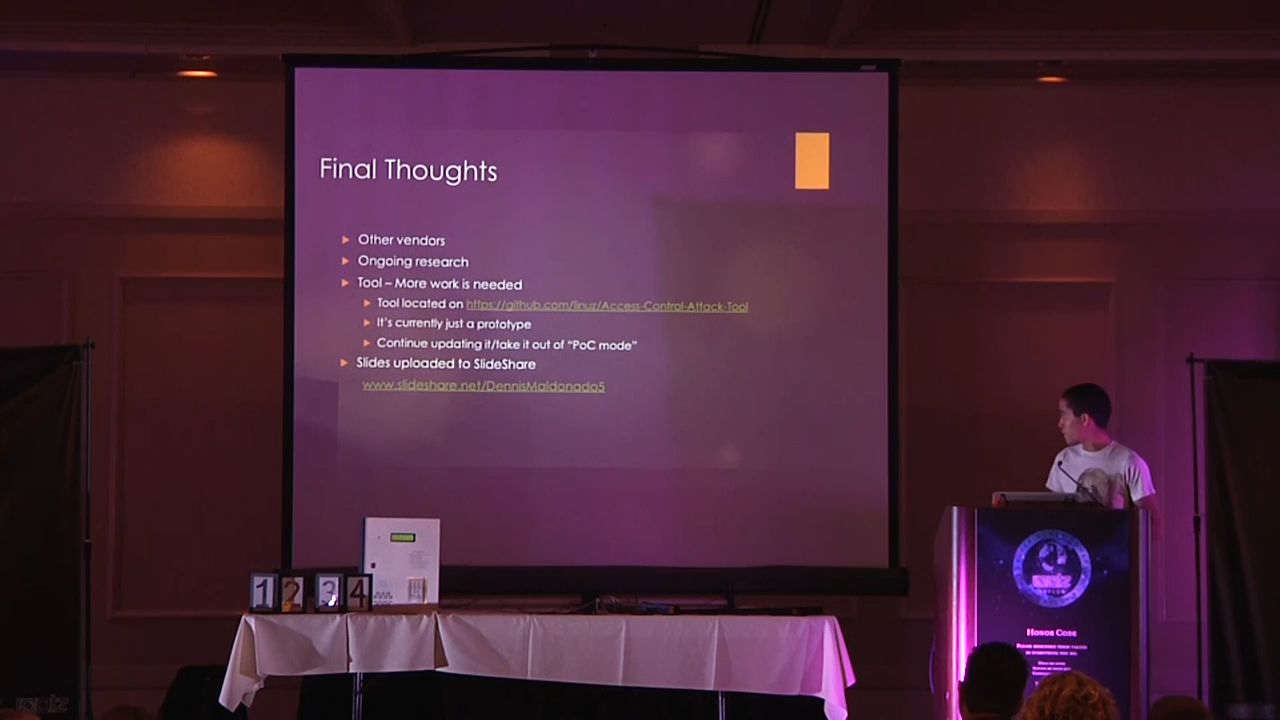 Final Thoughts
Other vendors
Ongoing research
Tool – More work is needed
Tool located on https://github.com/linuz/Access-Control-Attack-Tool
It's currently just a prototype
Continue updating it/take it out of “PoC mode”
Slides uploaded to SlideShare
www.slideshare.net/DennisMaldonado5
1 2 3 4
Honor Code